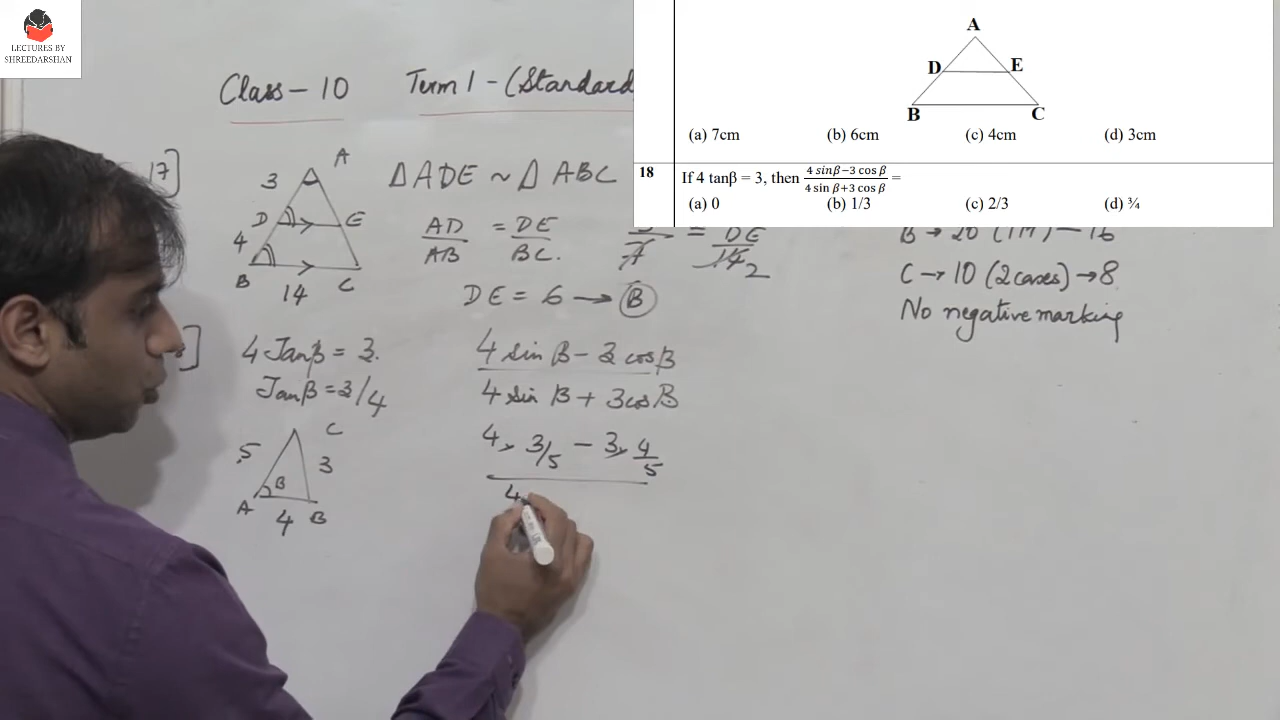 LECTURES BY
SHREEDARSHAN
Class - 10 Term 1 - (Standard
A
D E
B C
(a) 7cm (b) 6cm (c) 4cm (d) 3cm
18 If 4 tanβ = 3, then (4 sinβ−3 cos β)/(4 sin β+3 cos β) =
(a) 0 (b) 1/3 (c) 2/3 (d) ¾
17]
A
3
D E
4
B C
14
ΔADE ~ Δ ABC
AD/AB = DE/BC.
= DE/14 2
DE = 6 → B
B → 20 (1M) — 16
C → 10 (2 cases) → 8
No negative marking
]
4 Tanβ = 3.
Tanβ = 3/4
C
5 3
β
A 4 B
4 sin β − 3 cos β
4 sin β + 3 cos β
4 × 3/5 − 3 × 4/5
4